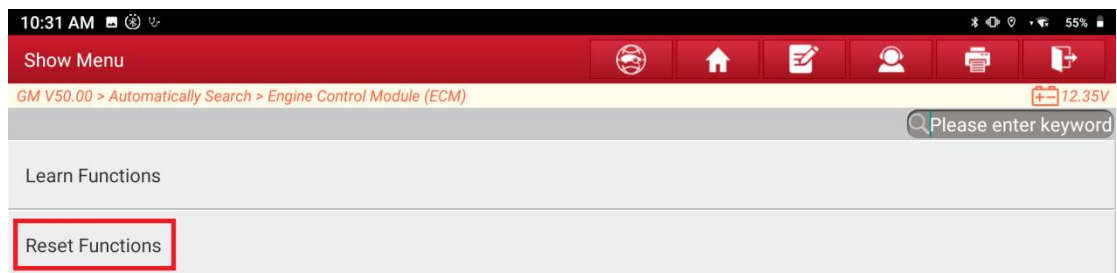 10:31 AM 55%
Show Menu
GM V50.00 > Automatically Search > Engine Control Module (ECM) 12.35V
Please enter keyword
Learn Functions
Reset Functions